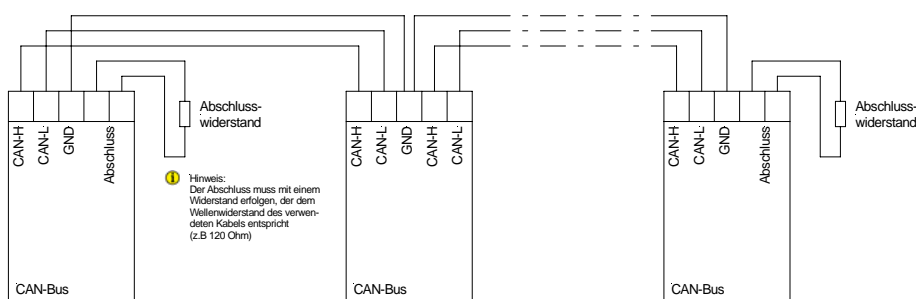 Abschluss-
widerstand
Abschluss-
widerstand
CAN-H
CAN-L
GND
Abschluss
CAN-H
CAN-L
GND
CAN-H
CAN-L
CAN-H
CAN-L
GND
Abschluss
i
Hinweis:
Der Abschluss muss mit einem
Widerstand erfolgen, der dem
Wellenwiderstand des verwen-
deten Kabels entspricht
(z.B 120 Ohm)
CAN-Bus
CAN-Bus
CAN-Bus